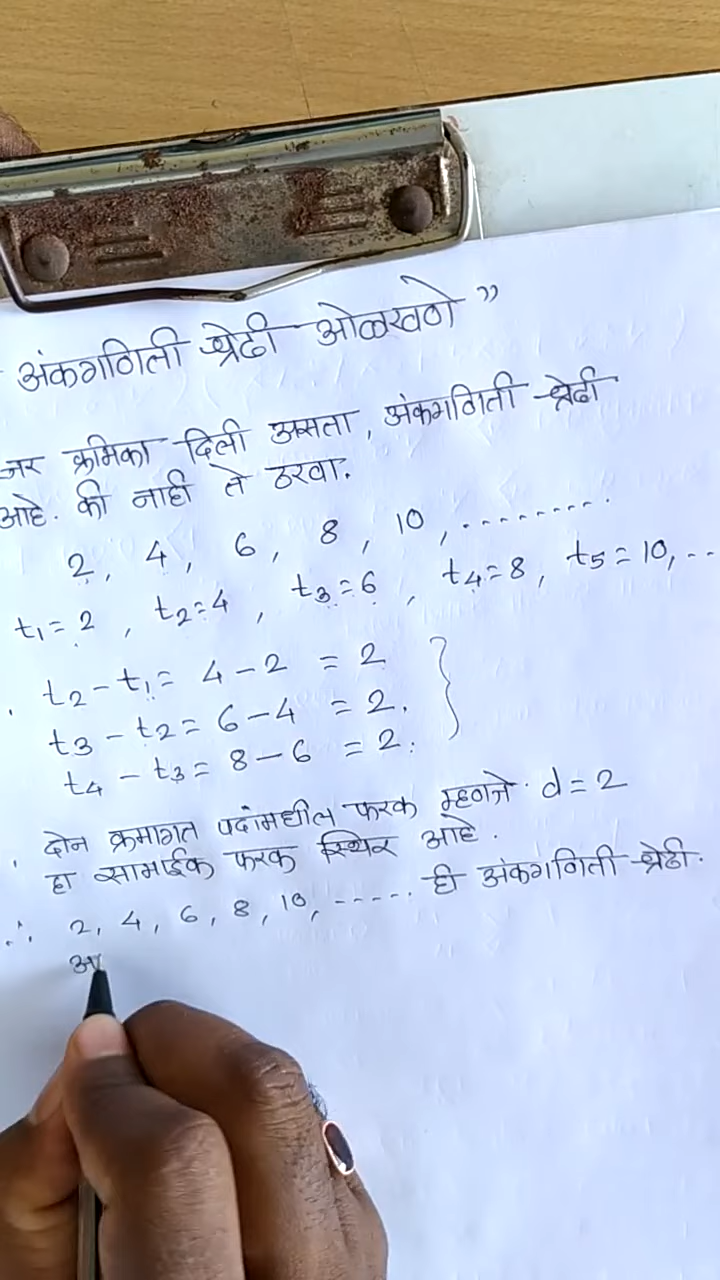 अंकगणिती श्रेढी ओळखणे”
जर क्रमिका दिली असता, अंकगणिती श्रेढी
आहे. की नाही ते ठरवा.
2, 4, 6, 8, 10, ........
t₁=2, t₂=4, t₃=6, t₄=8, t₅=10, ..
t₂-t₁= 4-2 = 2
t₃-t₂= 6-4 = 2.
t₄-t₃= 8-6 = 2.
दोन क्रमागत पदांमधील फरक म्हणजे d=2
हा सामाईक फरक स्थिर आहे.
∴ 2, 4, 6, 8, 10, ----- ही अंकगणिती श्रेढी.